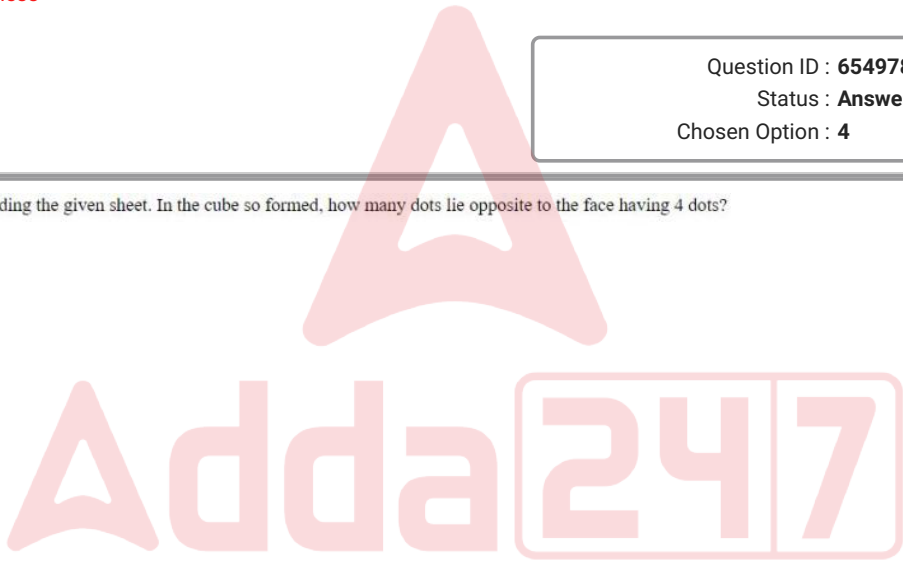 Question ID : 654978
Status : Answe
Chosen Option : 4
ding the given sheet. In the cube so formed, how many dots lie opposite to the face having 4 dots?
Adda247